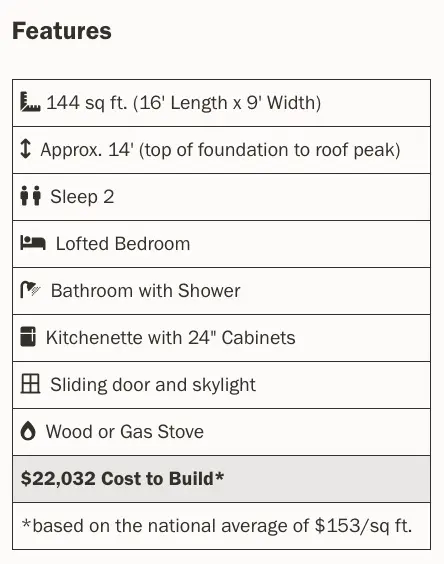 Features
144 sq ft. (16' Length x 9' Width)
Approx. 14' (top of foundation to roof peak)
Sleep 2
Lofted Bedroom
Bathroom with Shower
Kitchenette with 24" Cabinets
Sliding door and skylight
Wood or Gas Stove
$22,032 Cost to Build*
*based on the national average of $153/sq ft.